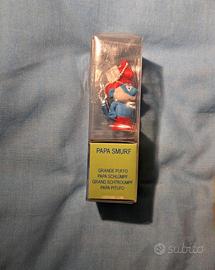 PAPA SMURF
GRANDE PUFFO
PAPA SCHLUMPF
GRAND SCHTROUMPF
PAPA PITUFO
subito